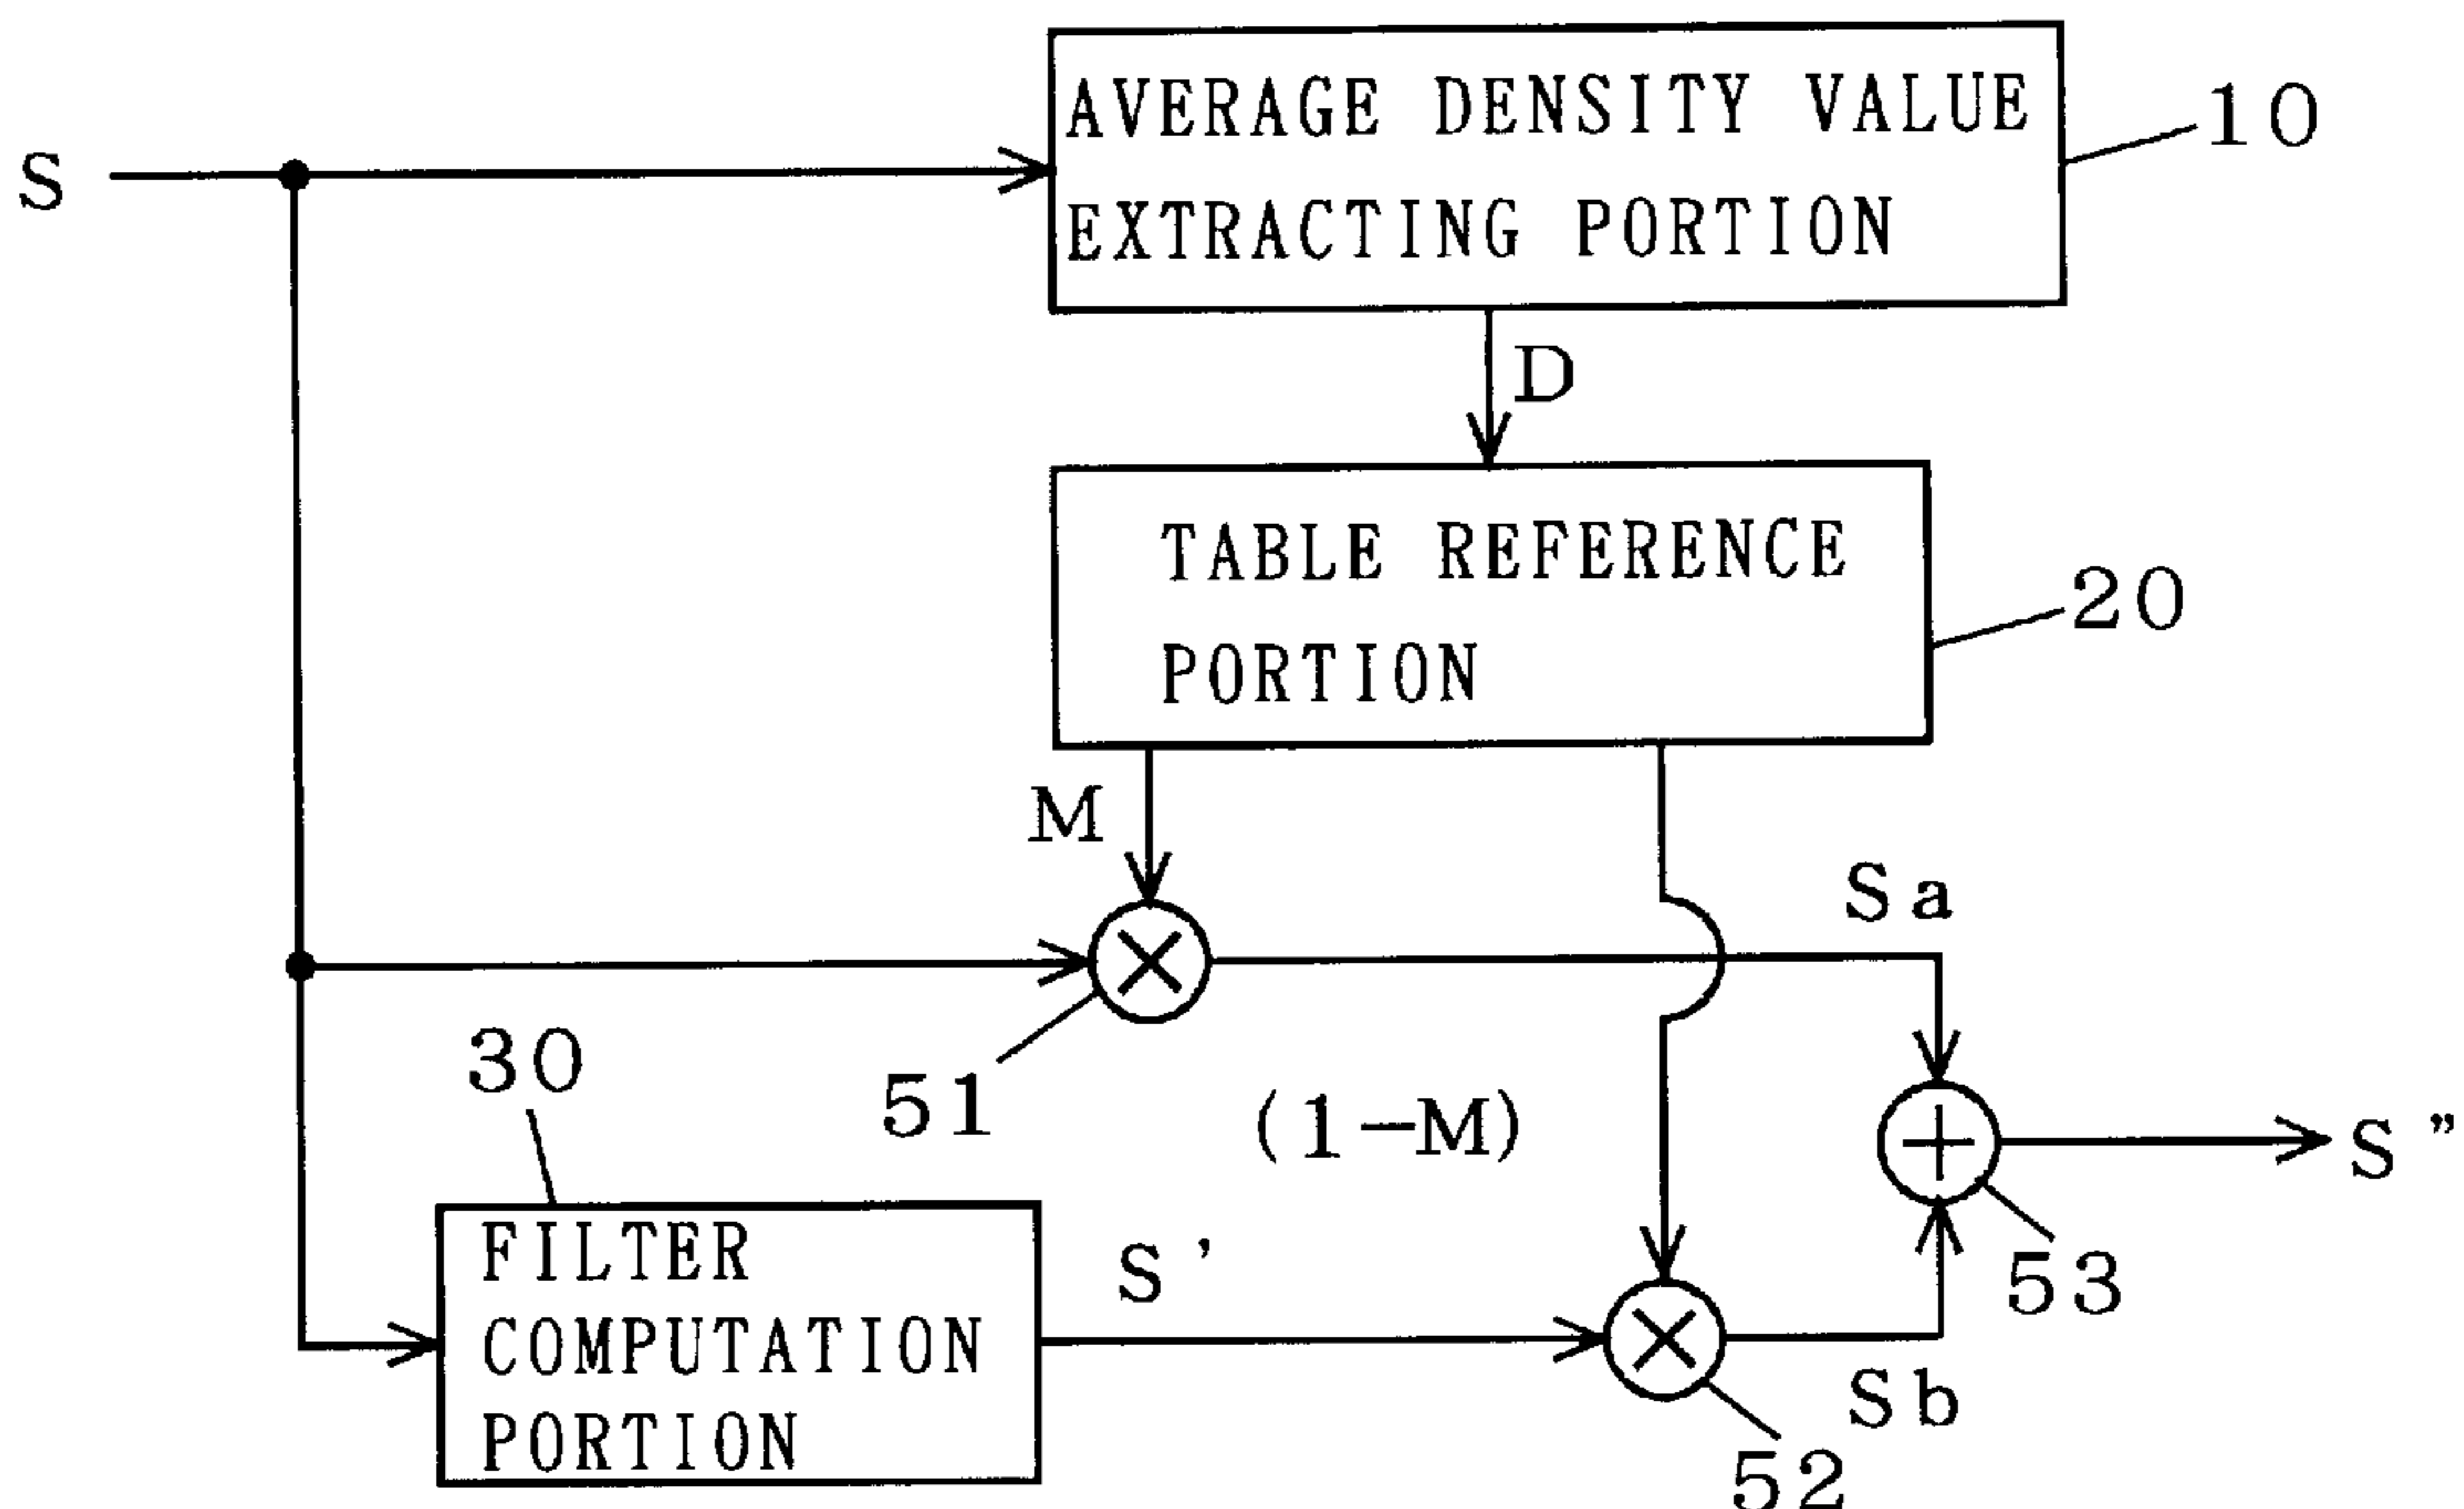 AVERAGE DENSITY VALUE
EXTRACTING PORTION
10
S
D
TABLE REFERENCE
PORTION
20
M
Sa
51
30
(1-M)
S"
FILTER
COMPUTATION
PORTION
S'
53
Sb
52